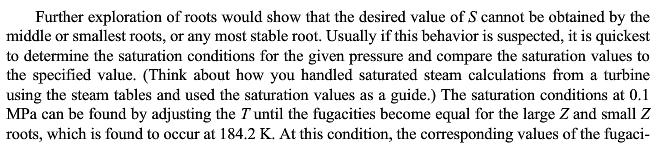 Further exploration of roots would show that the desired value of S cannot be obtained by the
middle or smallest roots, or any most stable root. Usually if this behavior is suspected, it is quickest
to determine the saturation conditions for the given pressure and compare the saturation values to
the specified value. (Think about how you handled saturated steam calculations from a turbine
using the steam tables and used the saturation values as a guide.) The saturation conditions at 0.1
MPa can be found by adjusting the T until the fugacities become equal for the large Z and small Z
roots, which is found to occur at 184.2 K. At this condition, the corresponding values of the fugaci-